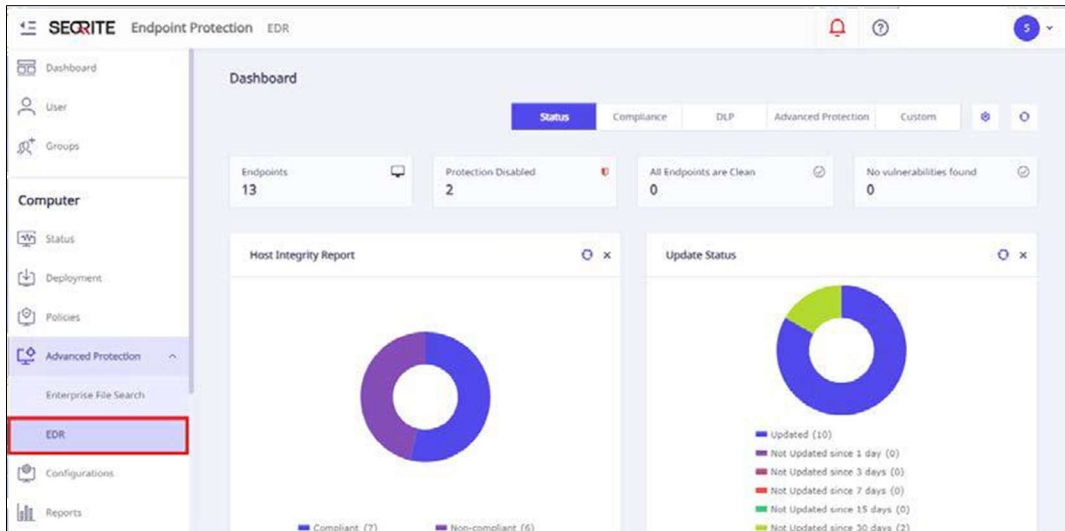 SEQRITE Endpoint Protection EDR
S
Dashboard
User
Groups
Computer
Status
Deployment
Policies
Advanced Protection
Enterprise File Search
EDR
Configurations
Reports
Dashboard
Status Compliance DLP Advanced Protection Custom
Endpoints
13
Protection Disabled
2
All Endpoints are Clean
0
No vulnerabilities found
0
Host Integrity Report
Compliant (7) Non-compliant (6)
Update Status
Updated (10)
Not Updated since 1 day (0)
Not Updated since 3 days (0)
Not Updated since 7 days (0)
Not Updated since 15 days (0)
Not Updated since 30 days (2)